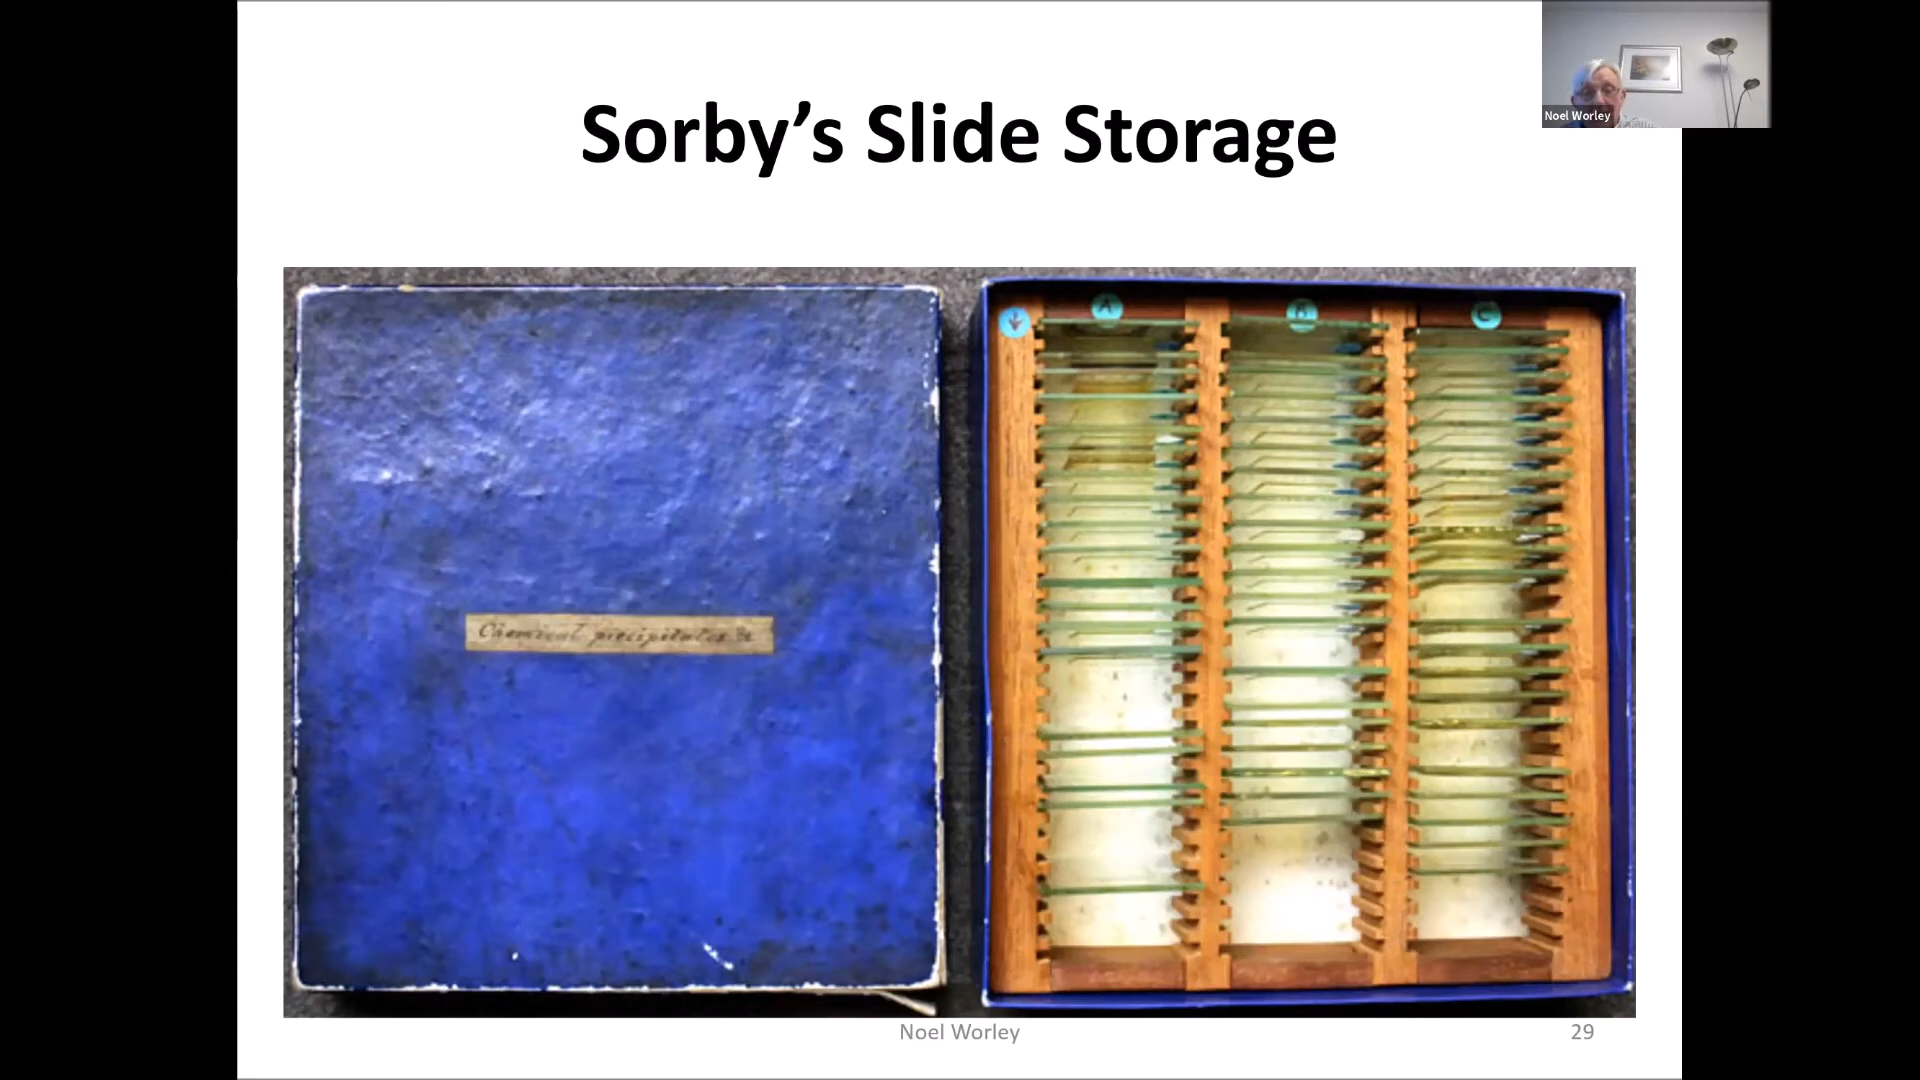 Sorby’s Slide Storage
Noel Worley
A
B
C
Chemical precipitates &c
Noel Worley
29